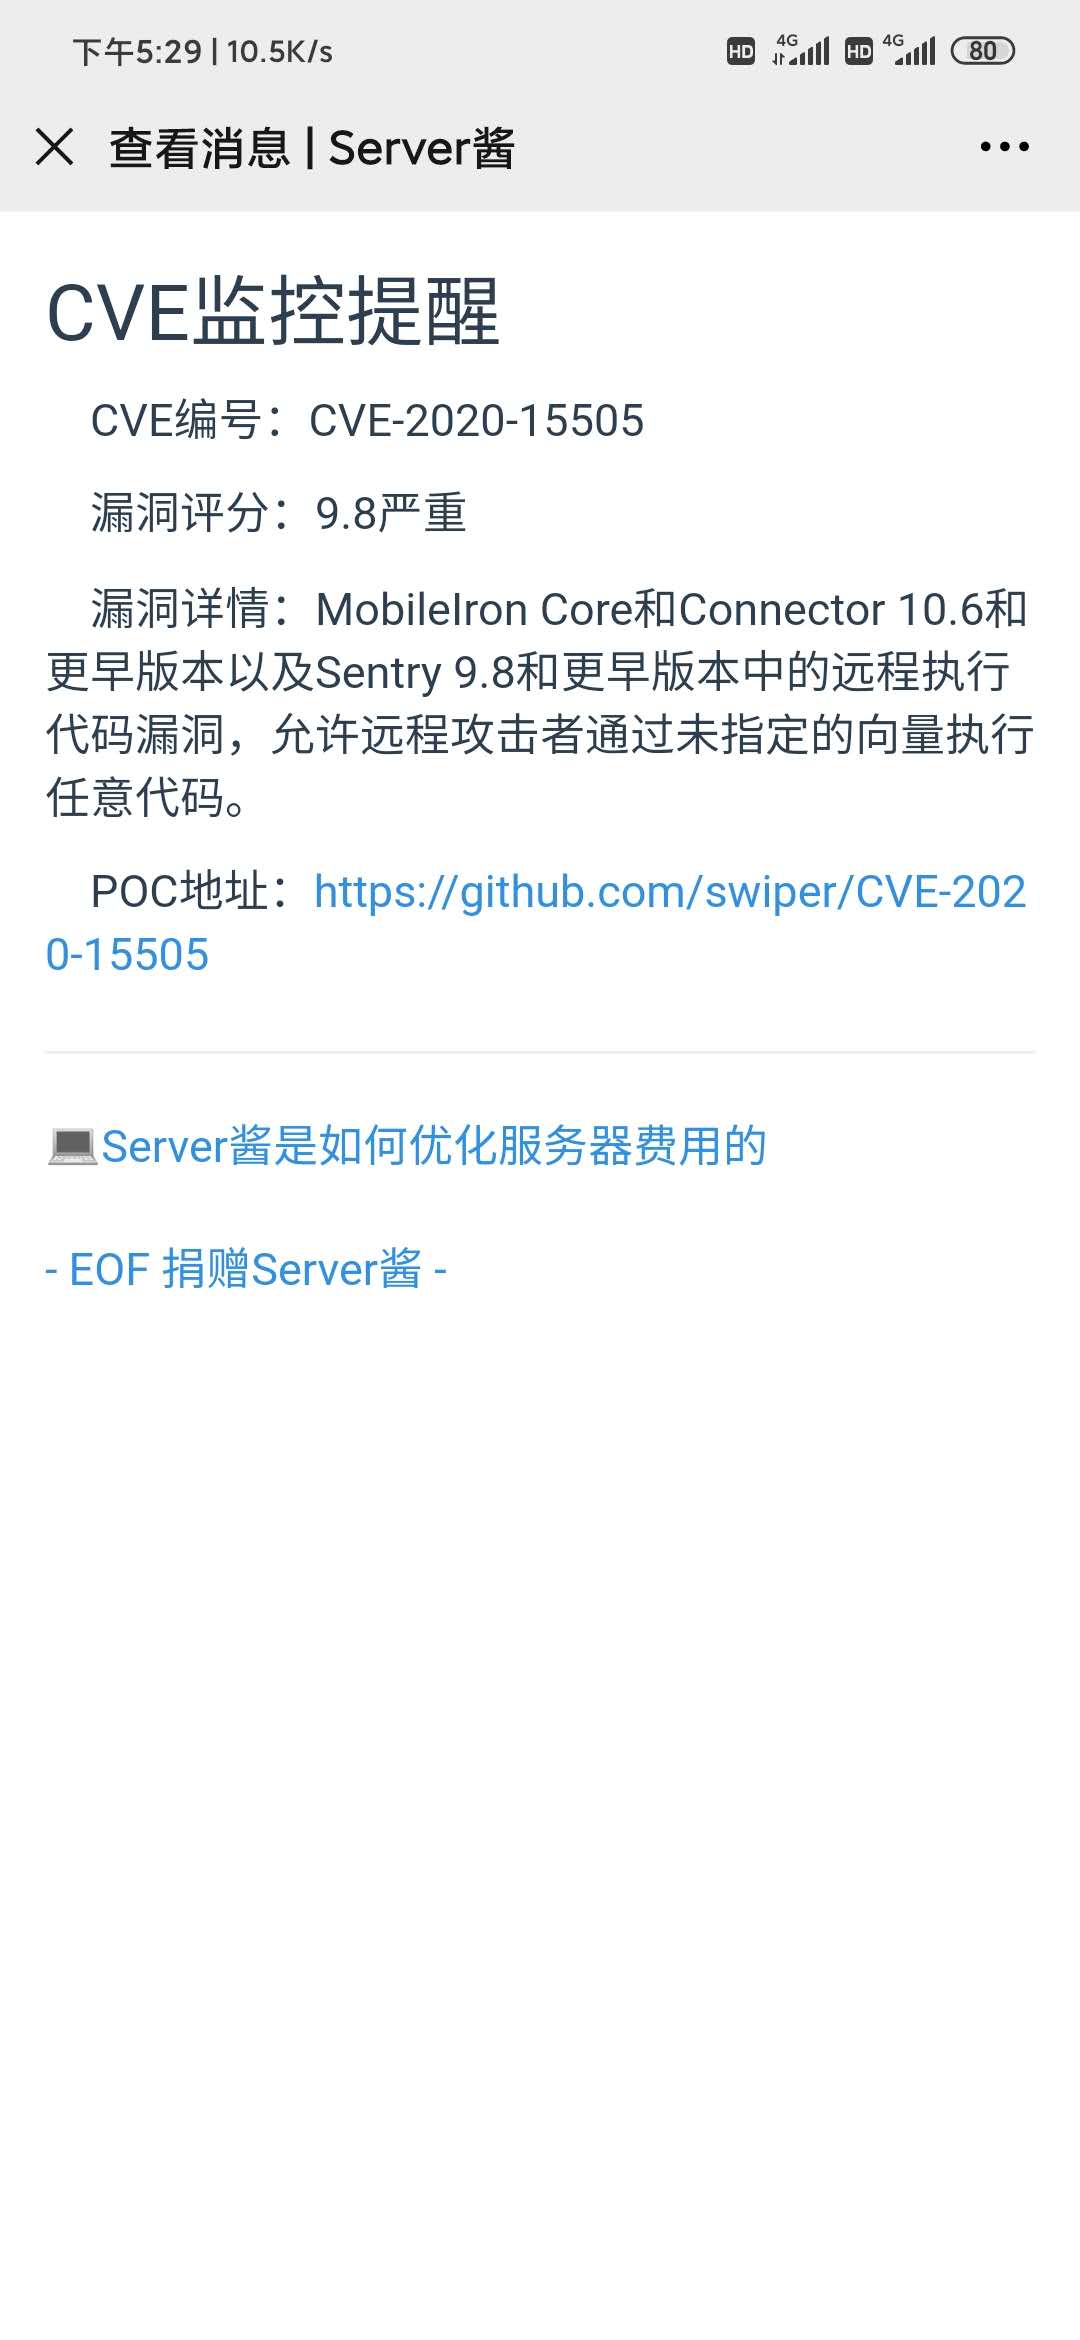 下午5:29 | 10.5K/s
HD 4G HD 4G 80
查看消息 | Server酱
CVE监控提醒
CVE编号：CVE-2020-15505
漏洞评分：9.8严重
漏洞详情：MobileIron Core和Connector 10.6和
更早版本以及Sentry 9.8和更早版本中的远程执行
代码漏洞，允许远程攻击者通过未指定的向量执行
任意代码。
POC地址：https://github.com/swiper/CVE-202
0-15505
💻Server酱是如何优化服务器费用的
- EOF 捐赠Server酱 -